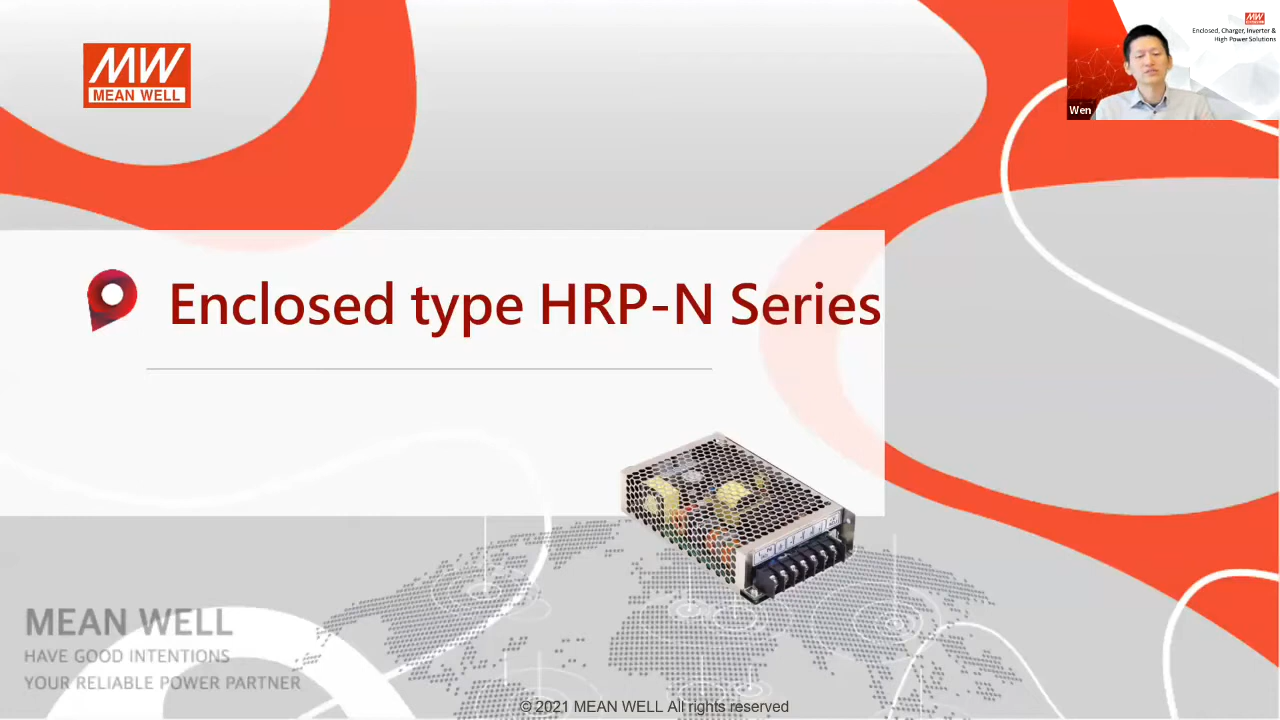 MW
MEAN WELL
MW
Enclosed, Charger, Inverter &
High Power Solutions
Wen
Enclosed type HRP-N Series
MEAN WELL
HAVE GOOD INTENTIONS
YOUR RELIABLE POWER PARTNER
© 2021 MEAN WELL All rights reserved